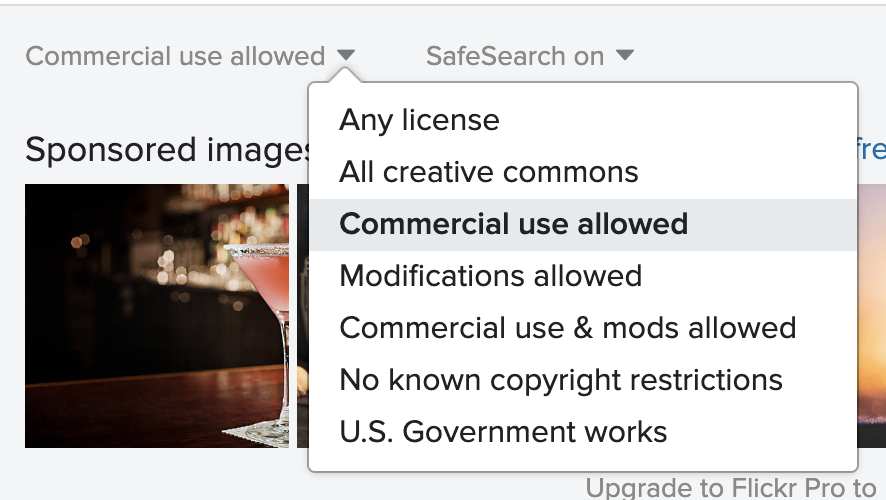 Commercial use allowed SafeSearch on
Any license
Sponsored images
All creative commons
Commercial use allowed
Modifications allowed
Commercial use & mods allowed
No known copyright restrictions
U.S. Government works
Upgrade to Flickr Pro to